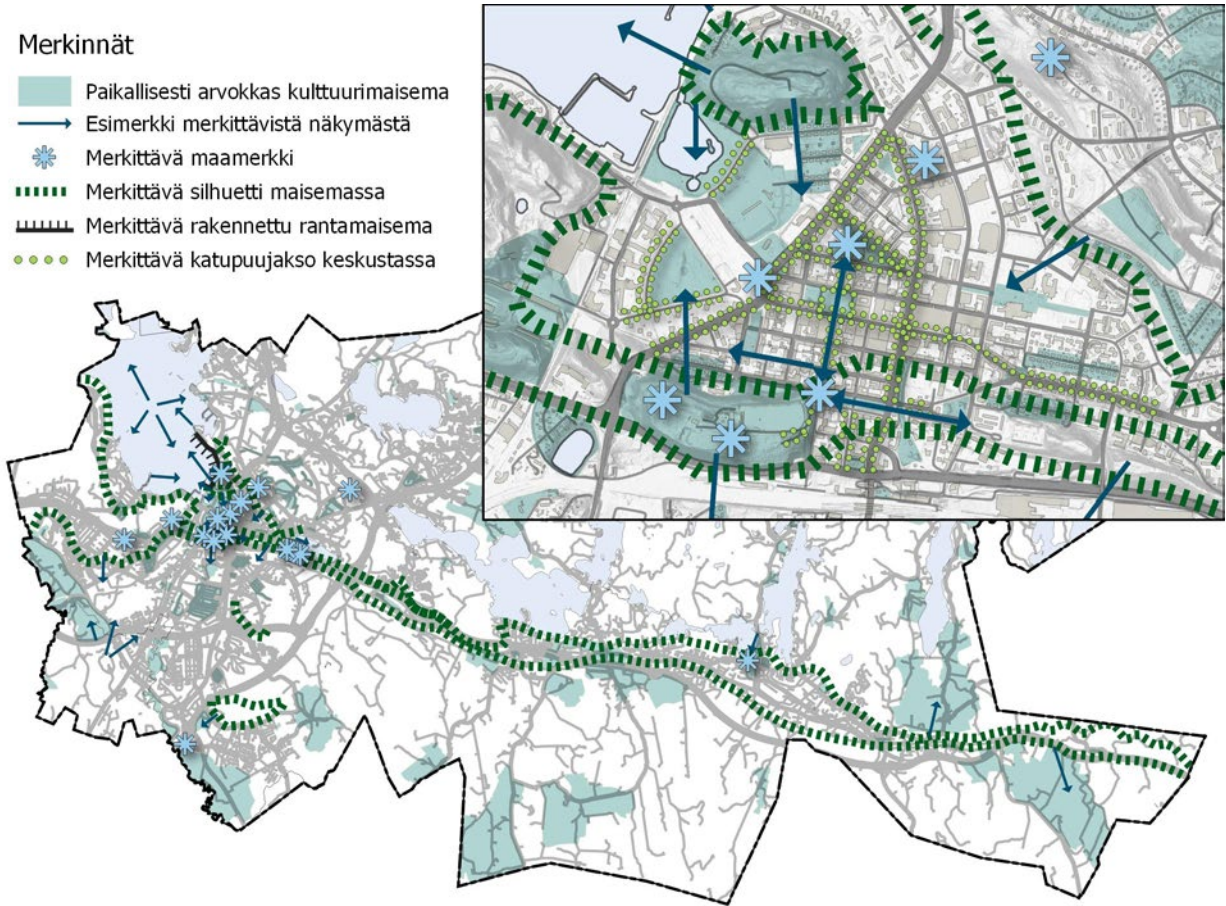 Merkinnät
Paikallisesti arvokas kulttuurimaisema
Esimerkki merkittävistä näkymästä
Merkittävä maamerkki
Merkittävä silhuetti maisemassa
Merkittävä rakennettu rantamaisema
Merkittävä katupuujakso keskustassa